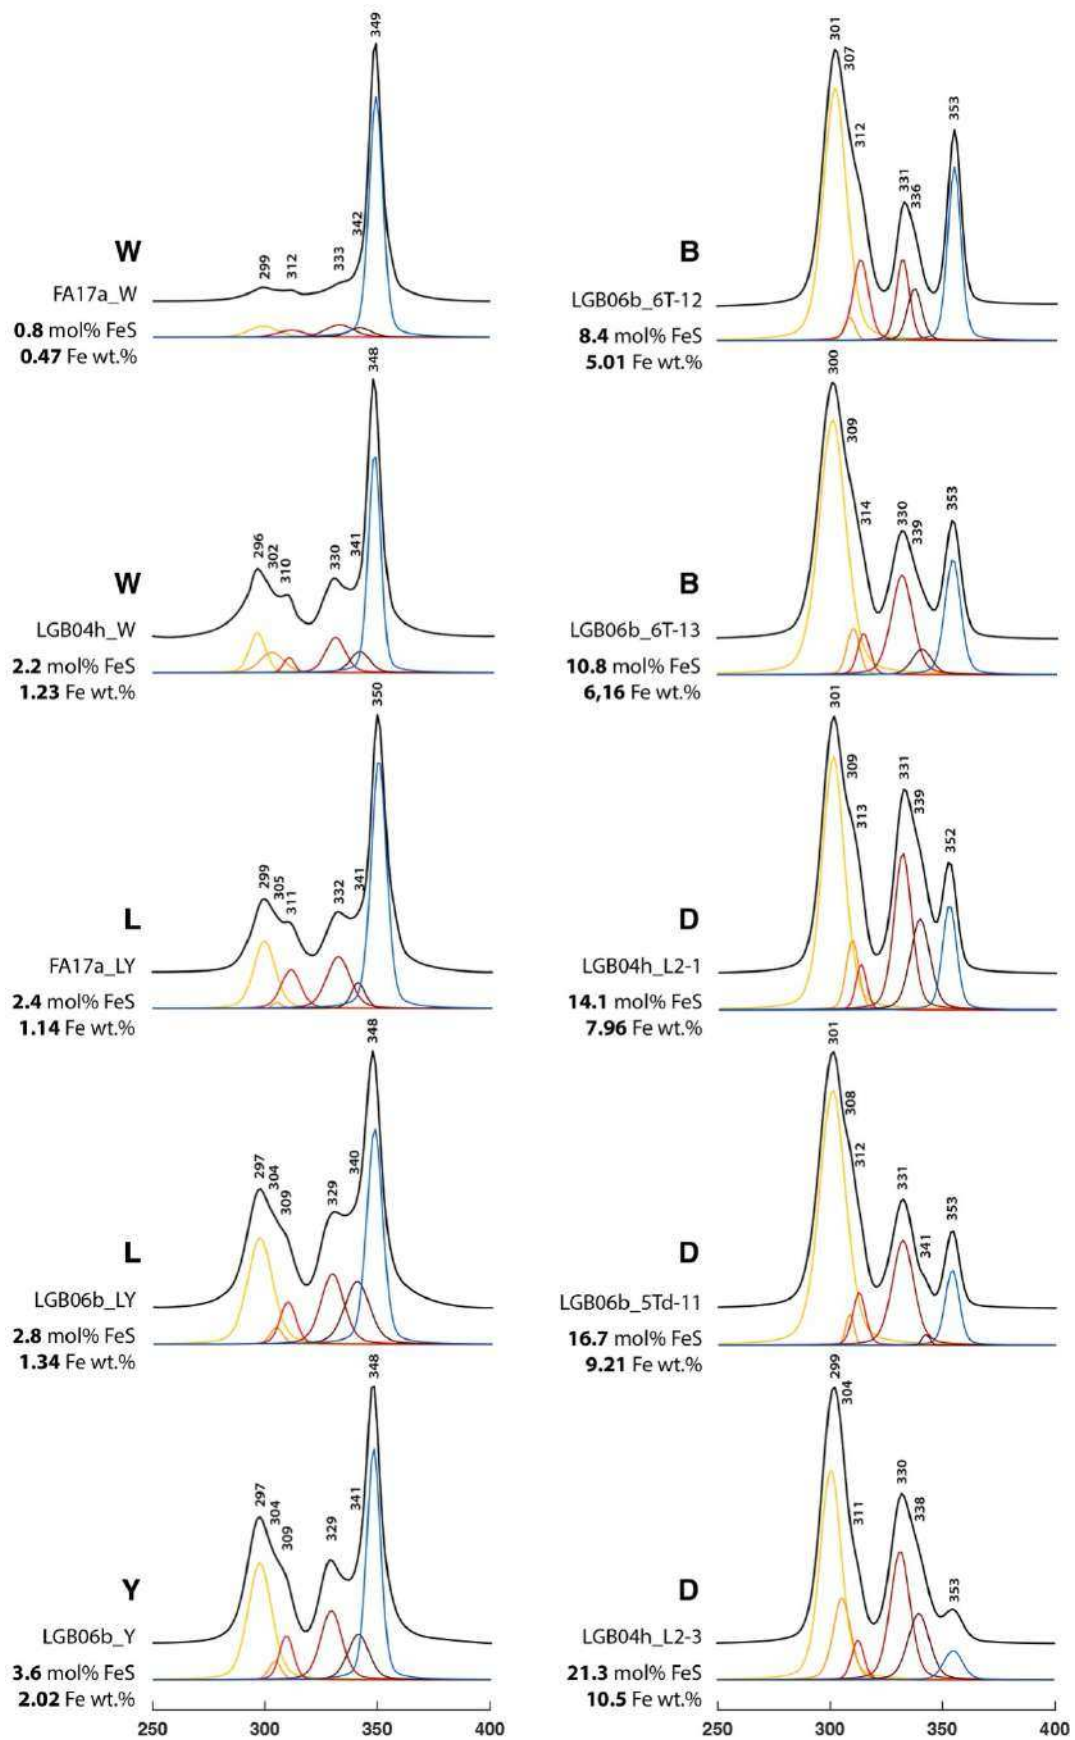 349
342
333
312
299
W
FA17a_W
0.8 mol% FeS
0.47 Fe wt.%
348
341
330
310
302
296
W
LGB04h_W
2.2 mol% FeS
1.23 Fe wt.%
350
341
332
311
305
299
L
FA17a_LY
2.4 mol% FeS
1.14 Fe wt.%
348
340
329
309
304
297
L
LGB06b_LY
2.8 mol% FeS
1.34 Fe wt.%
348
341
329
309
304
297
Y
LGB06b_Y
3.6 mol% FeS
2.02 Fe wt.%
250 300 350 400
301
307
312
331
336
353
B
LGB06b_6T-12
8.4 mol% FeS
5.01 Fe wt.%
300
309
314
330
339
353
B
LGB06b_6T-13
10.8 mol% FeS
6,16 Fe wt.%
301
309
313
331
339
352
D
LGB04h_L2-1
14.1 mol% FeS
7.96 Fe wt.%
301
308
312
331
341
353
D
LGB06b_5Td-11
16.7 mol% FeS
9.21 Fe wt.%
299
304
311
330
338
353
D
LGB04h_L2-3
21.3 mol% FeS
10.5 Fe wt.%
250 300 350 400